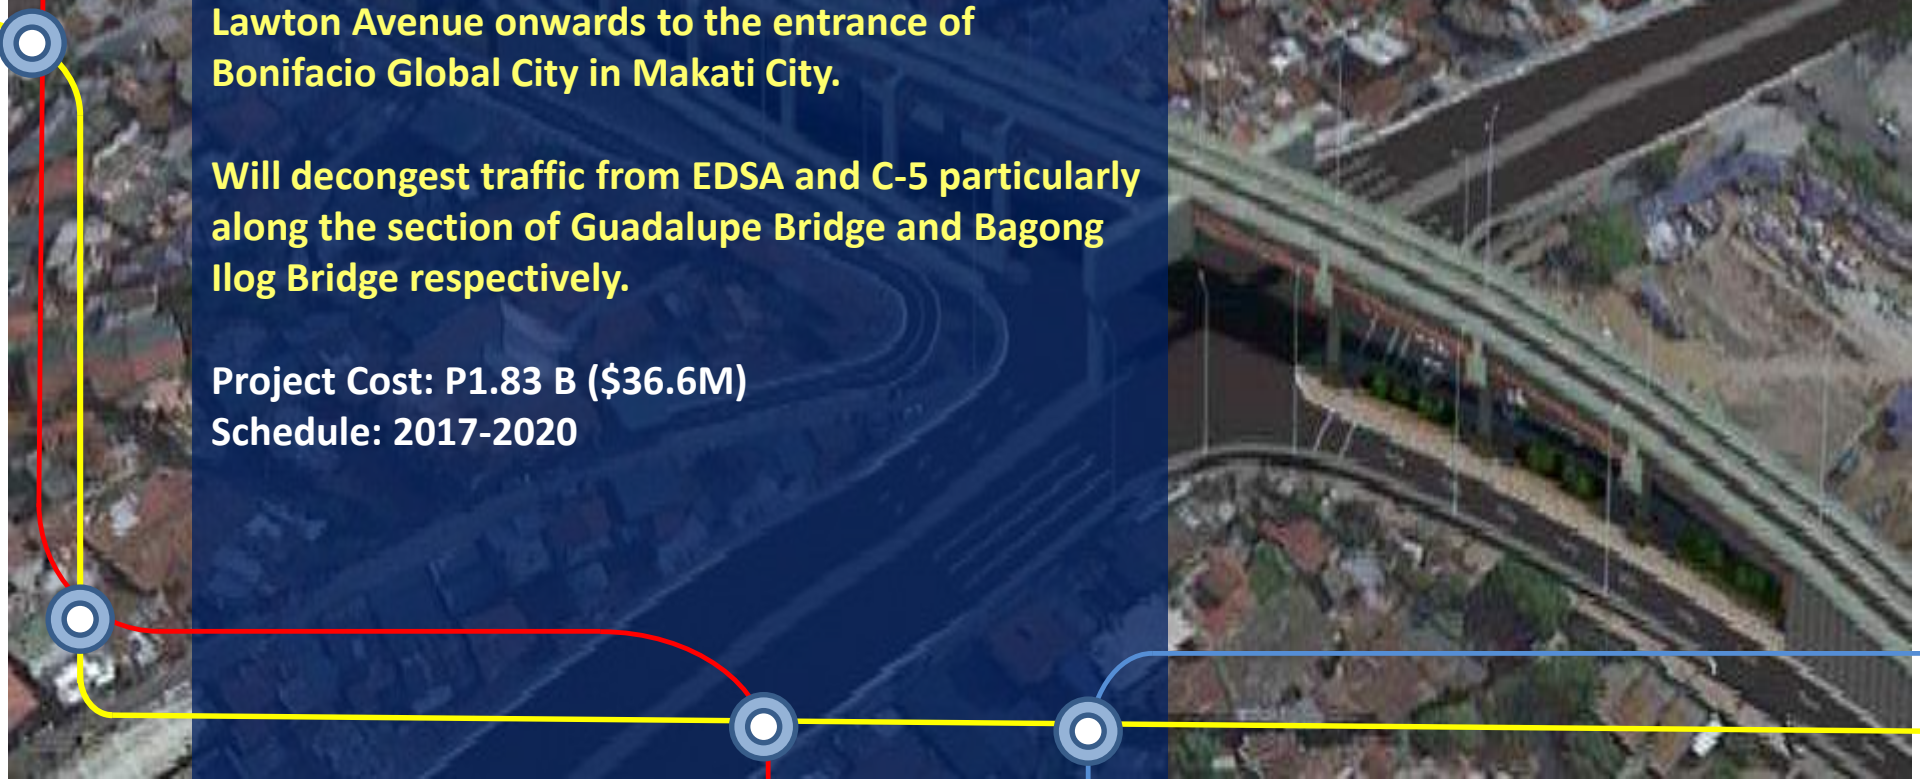 Lawton Avenue onwards to the entrance of
Bonifacio Global City in Makati City.
Will decongest traffic from EDSA and C-5 particularly
along the section of Guadalupe Bridge and Bagong
Ilog Bridge respectively.
Project Cost: P1.83 B ($36.6M)
Schedule: 2017-2020